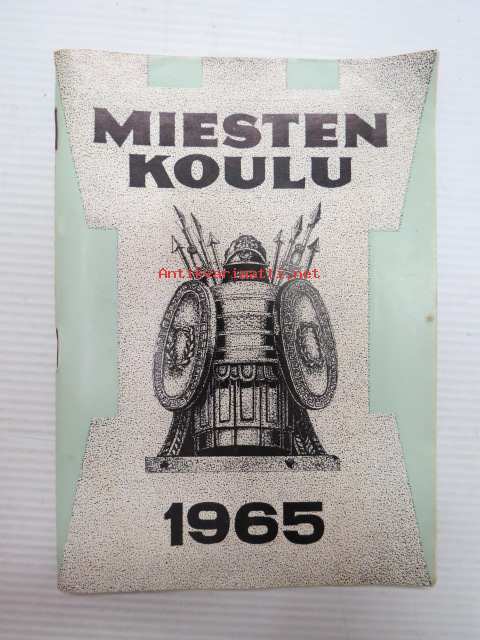 MIESTEN
KOULU
Antikvariaatti.net
1965